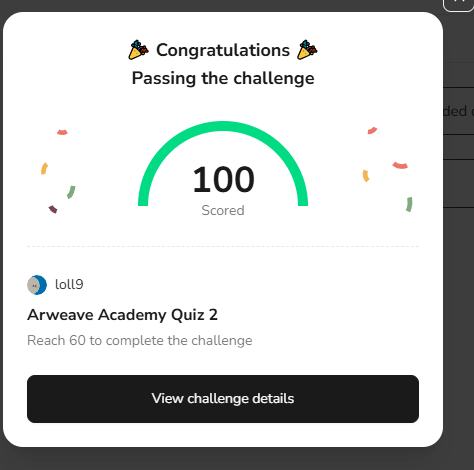 🎉 Congratulations 🎉
Passing the challenge
100
Scored
loll9
Arweave Academy Quiz 2
Reach 60 to complete the challenge
View challenge details